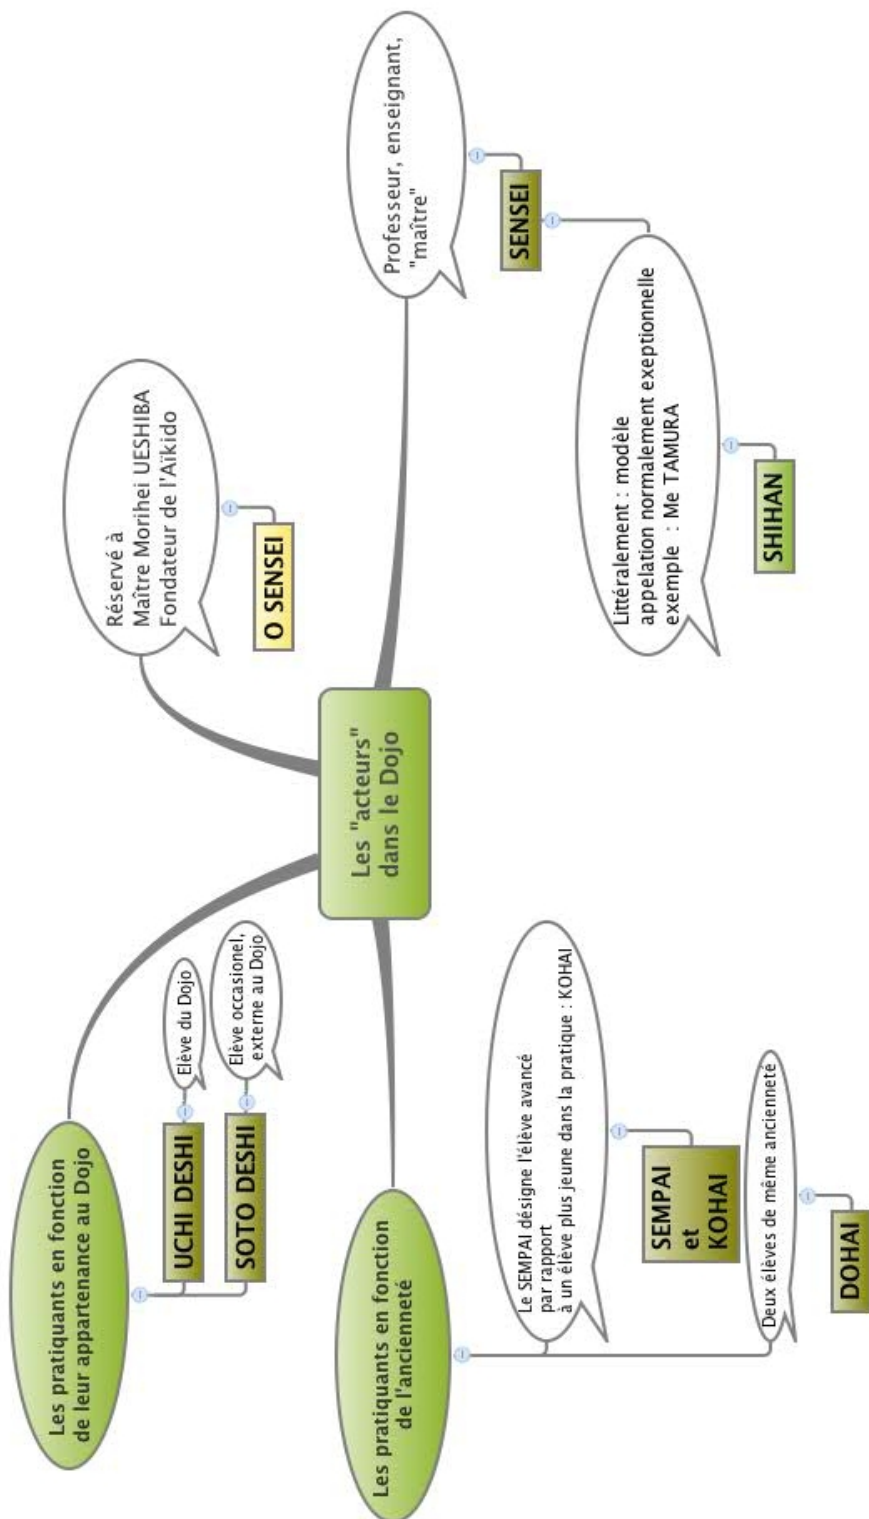 Les "acteurs"
dans le Dojo
Les pratiquants en fonction
de leur appartenance au Dojo
UCHI DESHI
Elève du Dojo
SOTO DESHI
Elève occasionel,
externe au Dojo
Réservé à
Maître Morihei UESHIBA
Fondateur de l'Aïkido
O SENSEI
Professeur, enseignant,
"maître"
SENSEI
Littéralement : modèle
appelation normalement exeptionnelle
exemple : Me TAMURA
SHIHAN
Les pratiquants en fonction
de l'ancienneté
Le SEMPAI désigne l'élève avancé
par rapport
à un élève plus jeune dans la pratique : KOHAI
SEMPAI
et
KOHAI
Deux élèves de même ancienneté
DOHAI